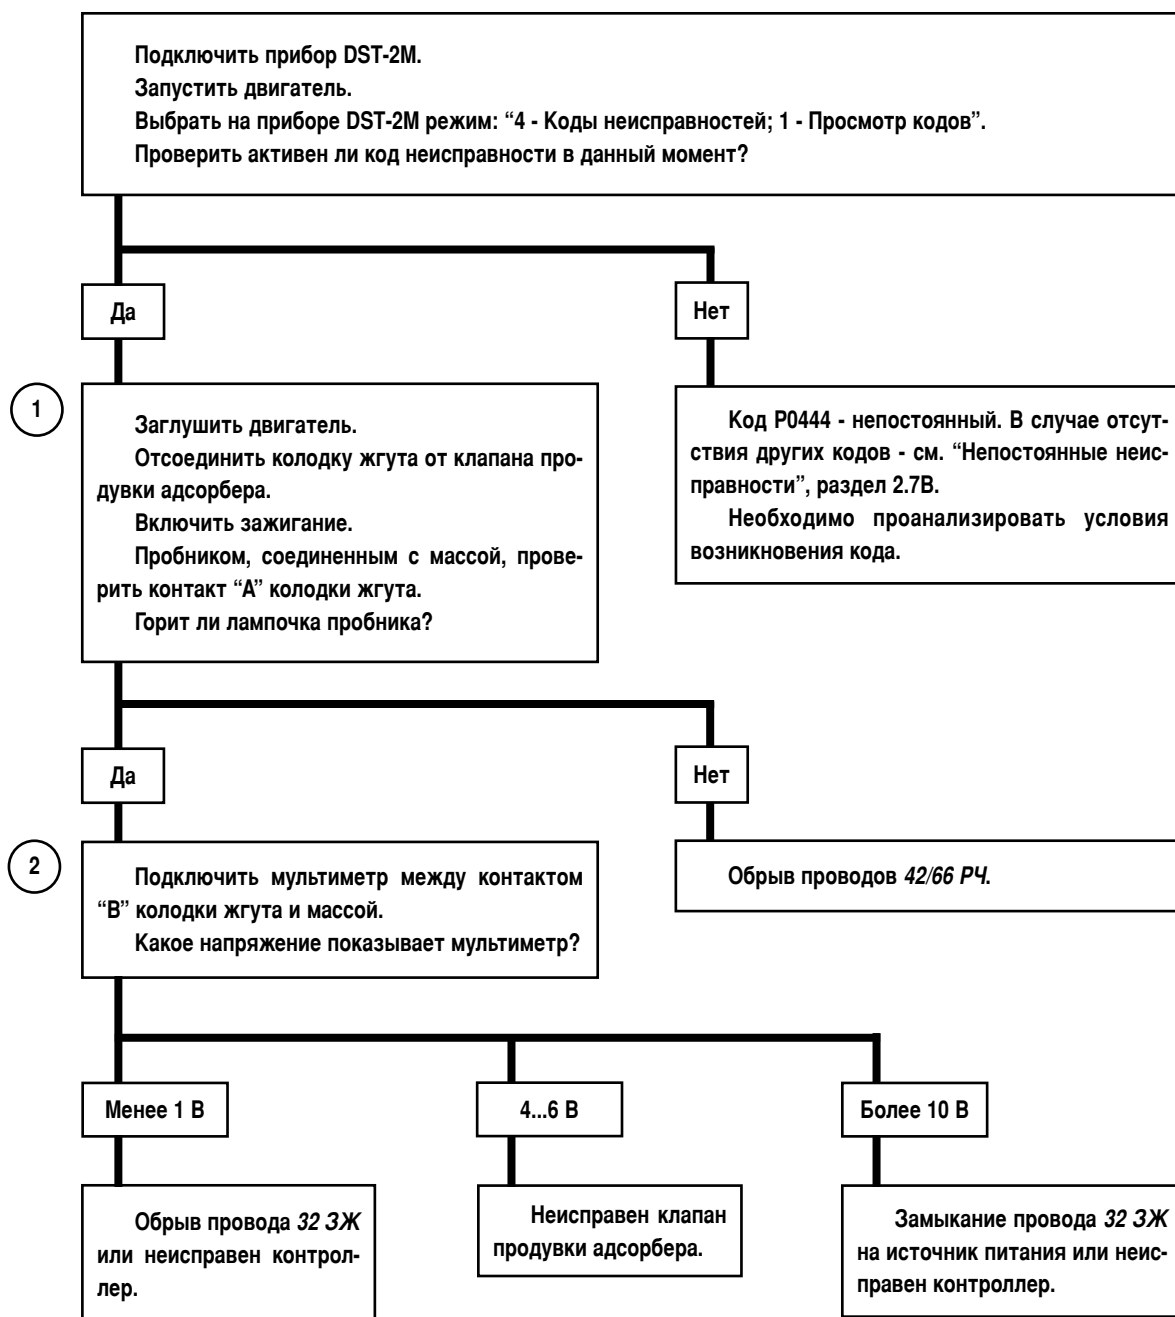 Подключить прибор DST-2M.
Запустить двигатель.
Выбрать на приборе DST-2M режим: “4 - Коды неисправностей; 1 - Просмотр кодов”.
Проверить активен ли код неисправности в данный момент?
Да
Нет
1
Заглушить двигатель.
Отсоединить колодку жгута от клапана про-
дувки адсорбера.
Включить зажигание.
Пробником, соединенным с массой, прове-
рить контакт “А” колодки жгута.
Горит ли лампочка пробника?
Код Р0444 - непостоянный. В случае отсут-
ствия других кодов - см. “Непостоянные неис-
правности”, раздел 2.7В.
Необходимо проанализировать условия
возникновения кода.
Да
Нет
2
Подключить мультиметр между контактом
“В” колодки жгута и массой.
Какое напряжение показывает мультиметр?
Обрыв проводов 42/66 РЧ.
Менее 1 В
4...6 В
Более 10 В
Обрыв провода 32 ЗЖ
или неисправен контрол-
лер.
Неисправен клапан
продувки адсорбера.
Замыкание провода 32 ЗЖ
на источник питания или неис-
правен контроллер.